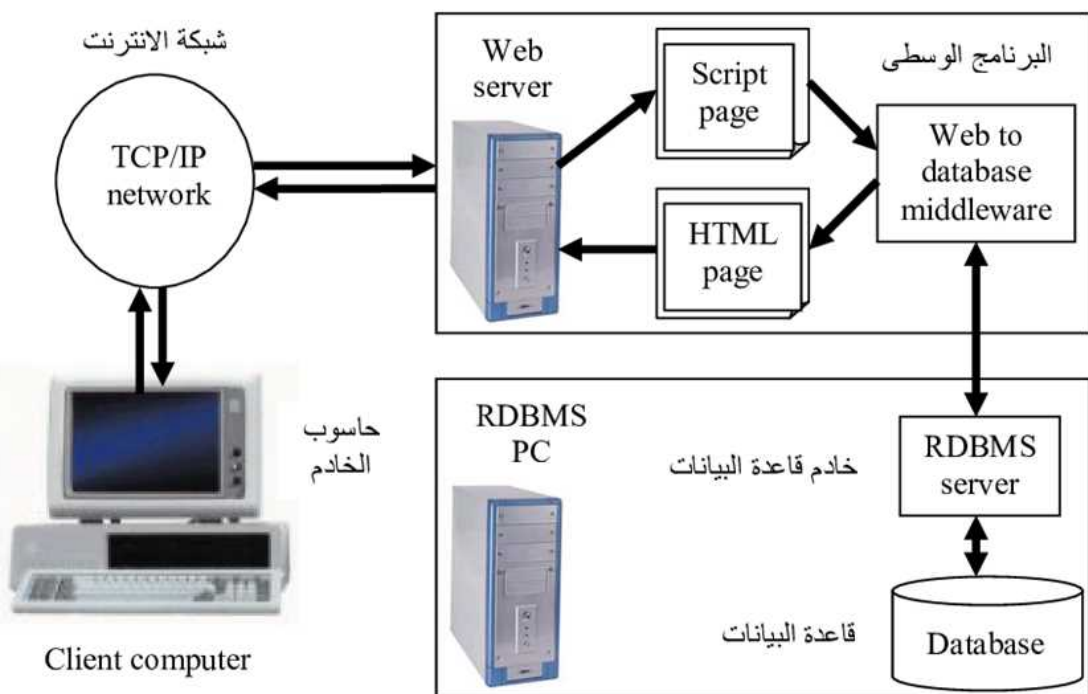 شبكة الانترنت
TCP/IP
network
Web
server
Script
page
HTML
page
البرنامج الوسطى
Web to
database
middleware
حاسوب
الخادم
Client computer
RDBMS
PC
خادم قاعدة البيانات
RDBMS
server
قاعدة البيانات
Database